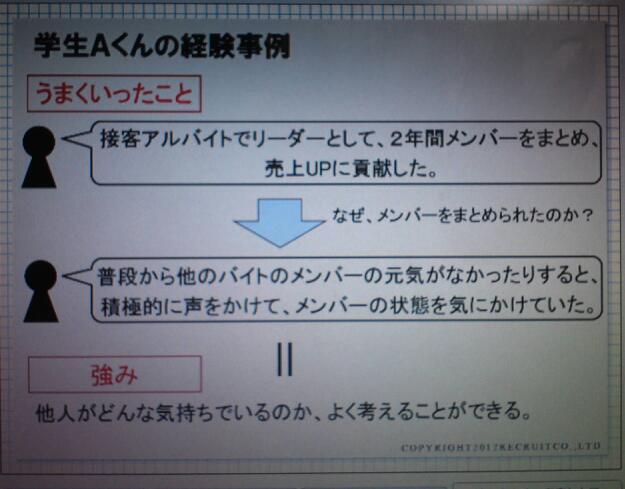 学生Aくんの経験事例
うまくいったこと
接客アルバイトでリーダーとして、2年間メンバーをまとめ、
売上UPに貢献した。
なぜ、メンバーをまとめられたのか?
普段から他のバイトのメンバーの元気がなかったりすると、
積極的に声をかけて、メンバーの状態を気にかけていた。
強み
他人がどんな気持ちでいるのか、よく考えることができる。
COPYRIGHT2012RECRUITCO.,LTD